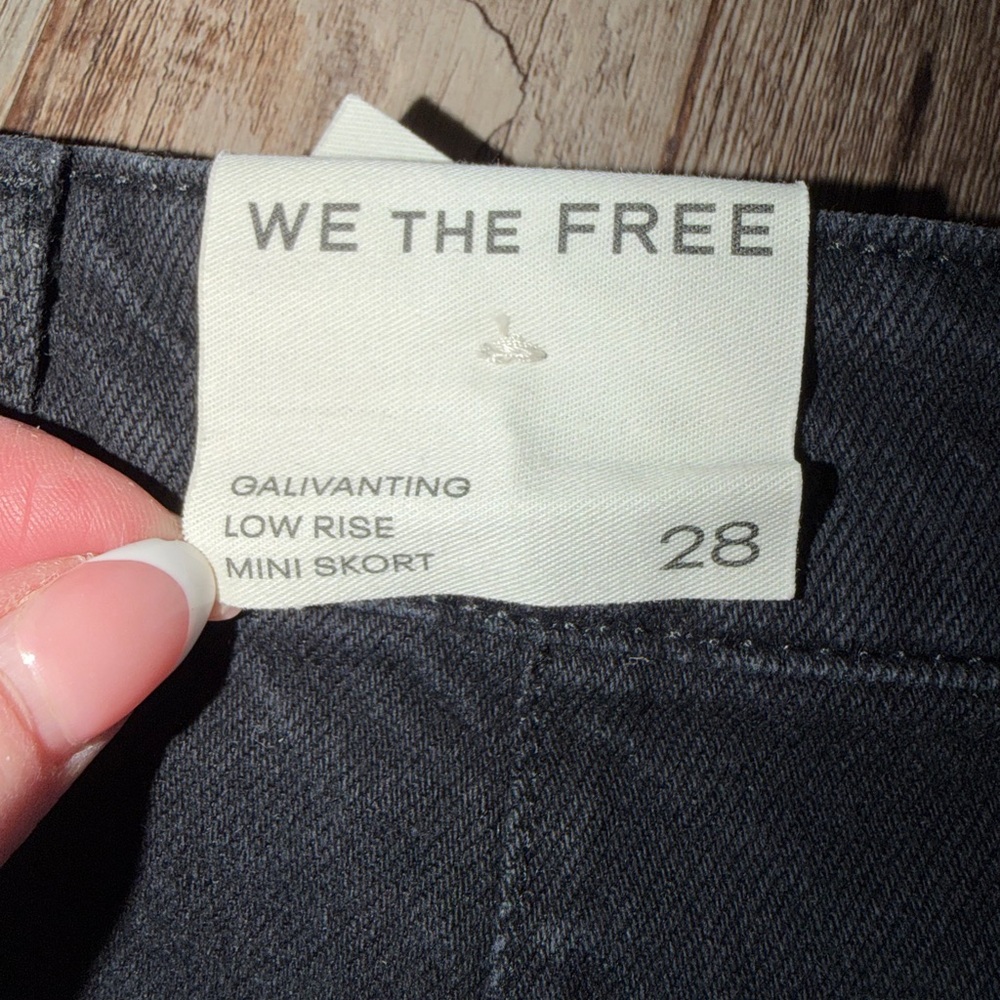 WE THE FREE
GALIVANTING
LOW RISE
MINI SKORT
28